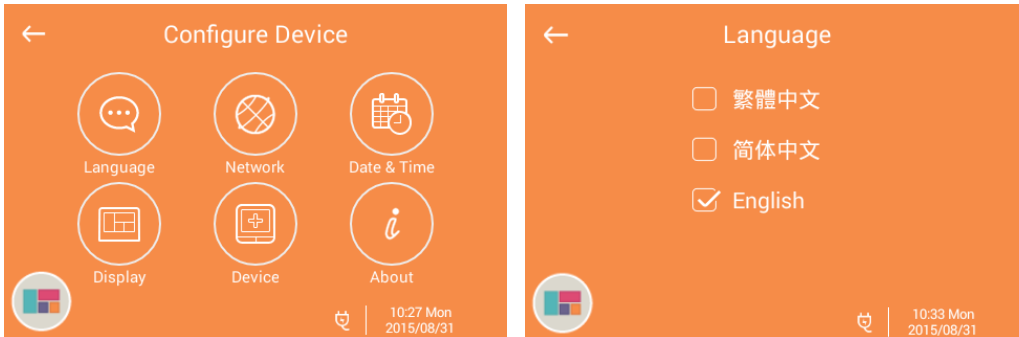 Configure Device
Language
Network
Date & Time
Display
Device
About
10:27 Mon
2015/08/31
Language
繁體中文
简体中文
English
10:33 Mon
2015/08/31